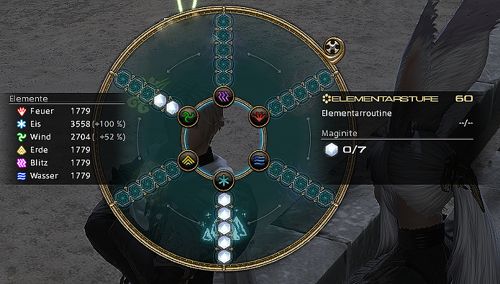 Elemente
Feuer 1779
Eis 3558 (+100 %)
Wind 2704 ( +52 %)
Erde 1779
Blitz 1779
Wasser 1779
ELEMENTARSTUFE 60
Elementarroutine
--/--
Maginite
0/7